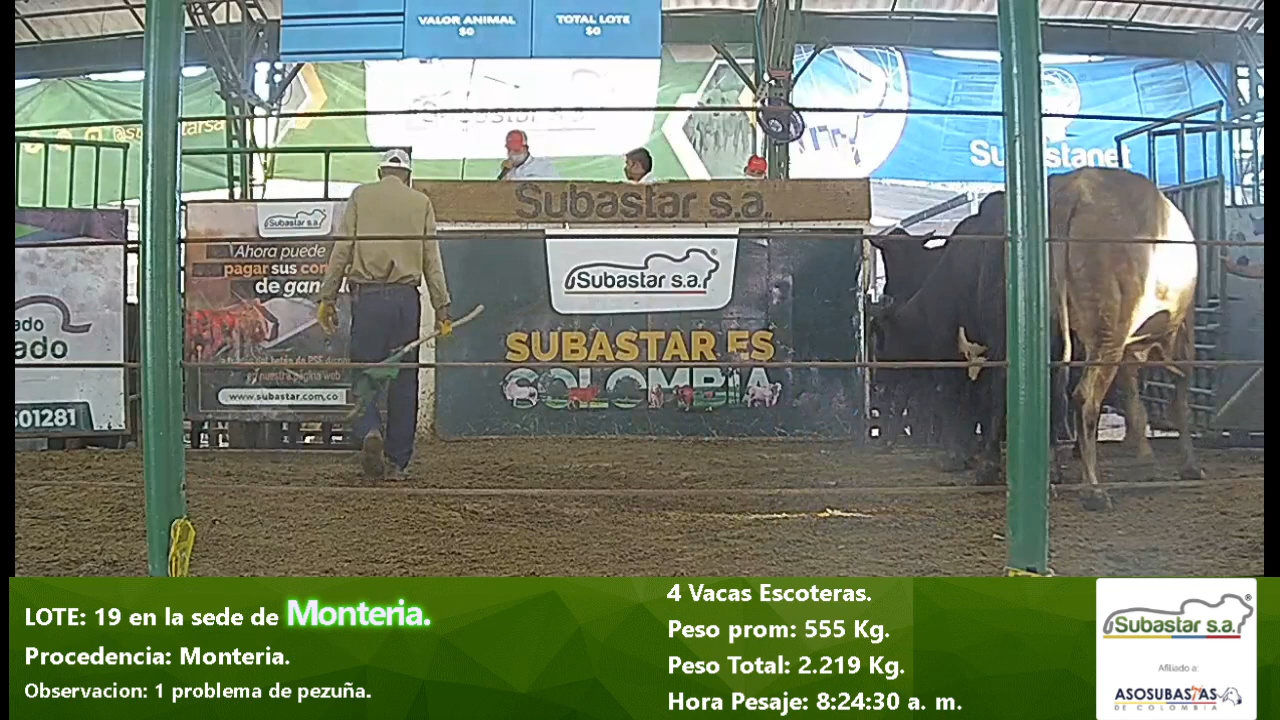 VALOR ANIMAL
$0
TOTAL LOTE
$0
Subastar s.a.
Subastar s.a.
Subastar s.a.
Ahora puede
pagar sus
de
www.subastar.com.co
ado
ado
501281
Subastar s.a.®
SUBASTAR ES
COLOMBIA
LOTE: 19 en la sede de Monteria.
Procedencia: Monteria.
Observacion: 1 problema de pezuña.
4 Vacas Escoteras.
Peso prom: 555 Kg.
Peso Total: 2.219 Kg.
Hora Pesaje: 8:24:30 a. m.
Subastar s.a.®
Afiliado a:
ASOSUBASTAS
DE COLOMBIA